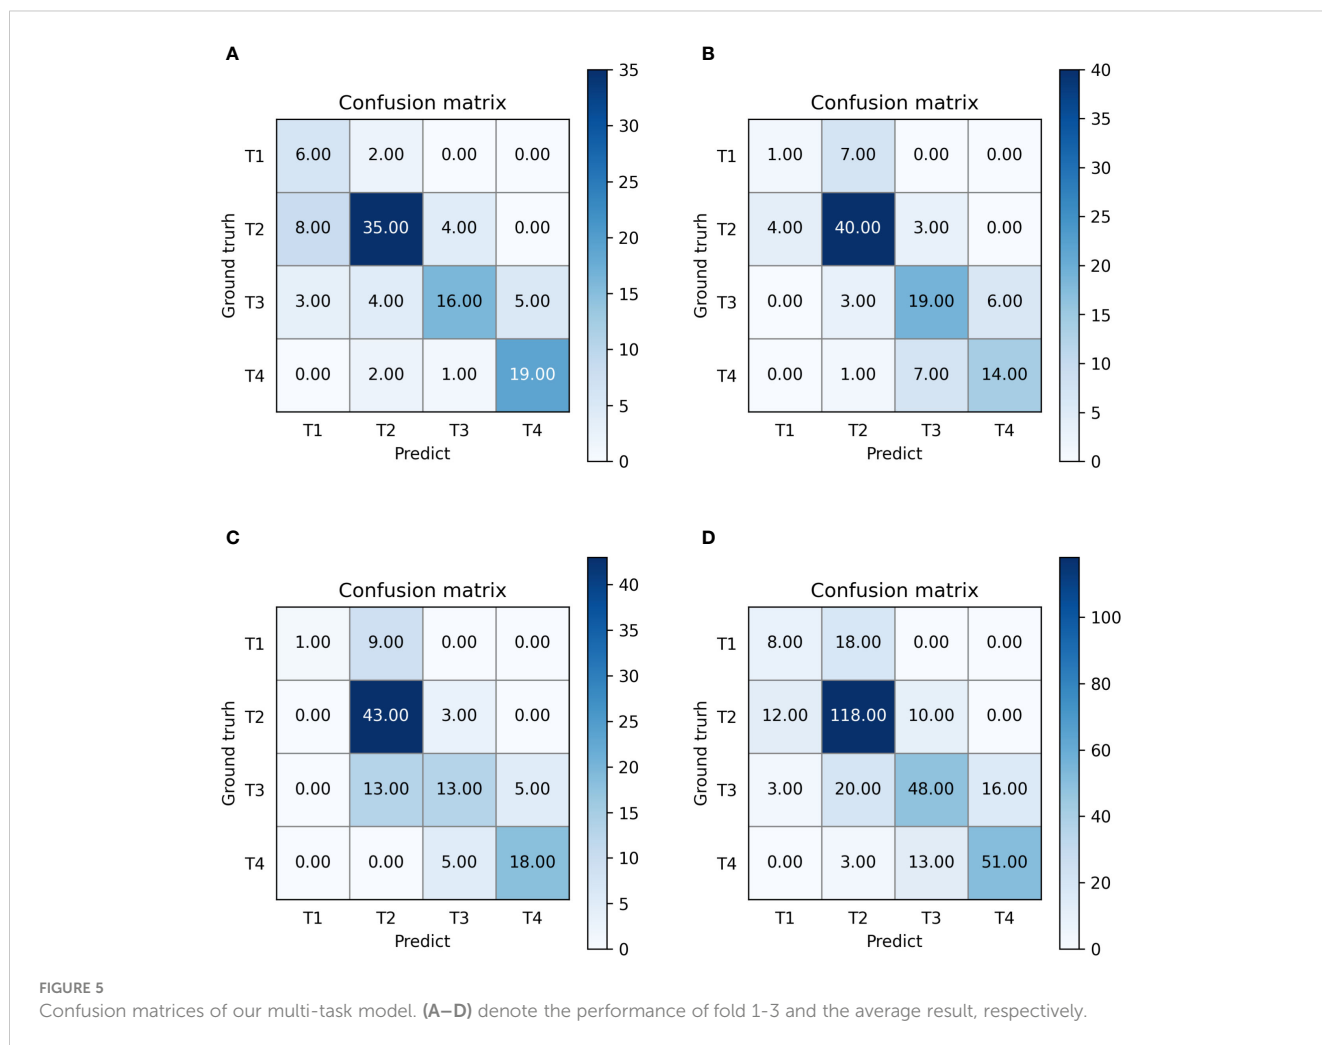 A
Confusion matrix
35
30
25
20
15
10
5
0
Ground trurh
T1 6.00 2.00 0.00 0.00
T2 8.00 35.00 4.00 0.00
T3 3.00 4.00 16.00 5.00
T4 0.00 2.00 1.00 19.00
T1 T2 T3 T4
Predict
B
Confusion matrix
40
35
30
25
20
15
10
5
0
Ground trurh
T1 1.00 7.00 0.00 0.00
T2 4.00 40.00 3.00 0.00
T3 0.00 3.00 19.00 6.00
T4 0.00 1.00 7.00 14.00
T1 T2 T3 T4
Predict
C
Confusion matrix
40
35
30
25
20
15
10
5
0
Ground trurh
T1 1.00 9.00 0.00 0.00
T2 0.00 43.00 3.00 0.00
T3 0.00 13.00 13.00 5.00
T4 0.00 0.00 5.00 18.00
T1 T2 T3 T4
Predict
D
Confusion matrix
100
80
60
40
20
0
Ground trurh
T1 8.00 18.00 0.00 0.00
T2 12.00 118.00 10.00 0.00
T3 3.00 20.00 48.00 16.00
T4 0.00 3.00 13.00 51.00
T1 T2 T3 T4
Predict
FIGURE 5
Confusion matrices of our multi-task model. (A–D) denote the performance of fold 1-3 and the average result, respectively.